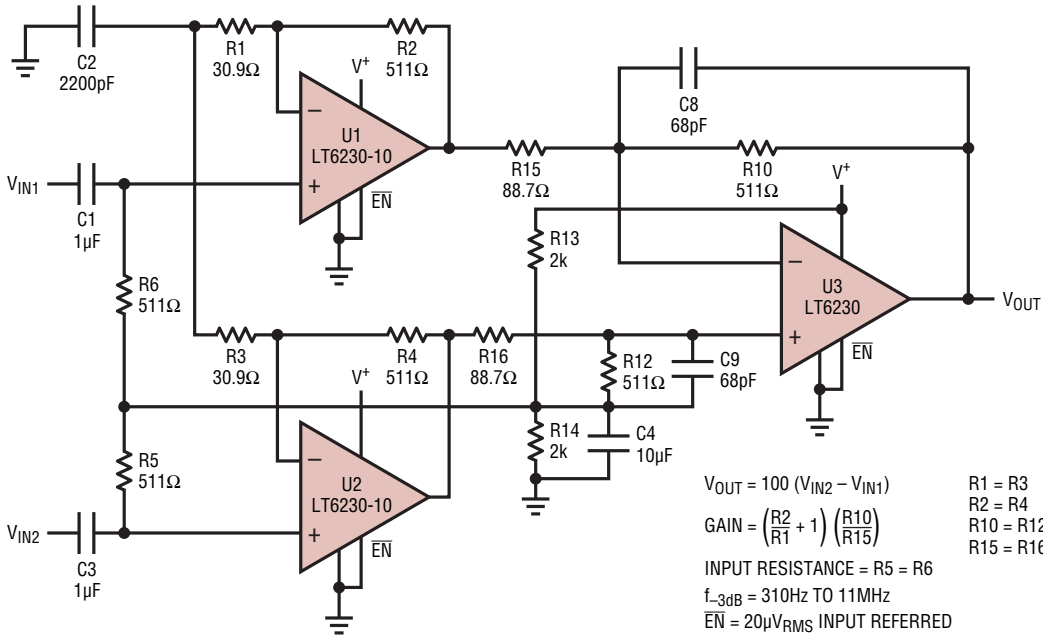 C2
2200pF
R1
30.9Ω
R2
511Ω
V+
C8
68pF
U1
LT6230-10
EN
VIN1
C1
1µF
R15
88.7Ω
R10
511Ω
V+
R13
2k
R6
511Ω
U3
LT6230
EN
VOUT
R3
30.9Ω
R4
511Ω
R16
88.7Ω
R12
511Ω
C9
68pF
V+
R14
2k
C4
10µF
R5
511Ω
U2
LT6230-10
EN
VIN2
C3
1µF
VOUT = 100 (VIN2 – VIN1)
GAIN = (R2/R1 + 1) (R10/R15)
INPUT RESISTANCE = R5 = R6
f–3dB = 310Hz TO 11MHz
EN = 20µVRMS INPUT REFERRED
R1 = R3
R2 = R4
R10 = R12
R15 = R16